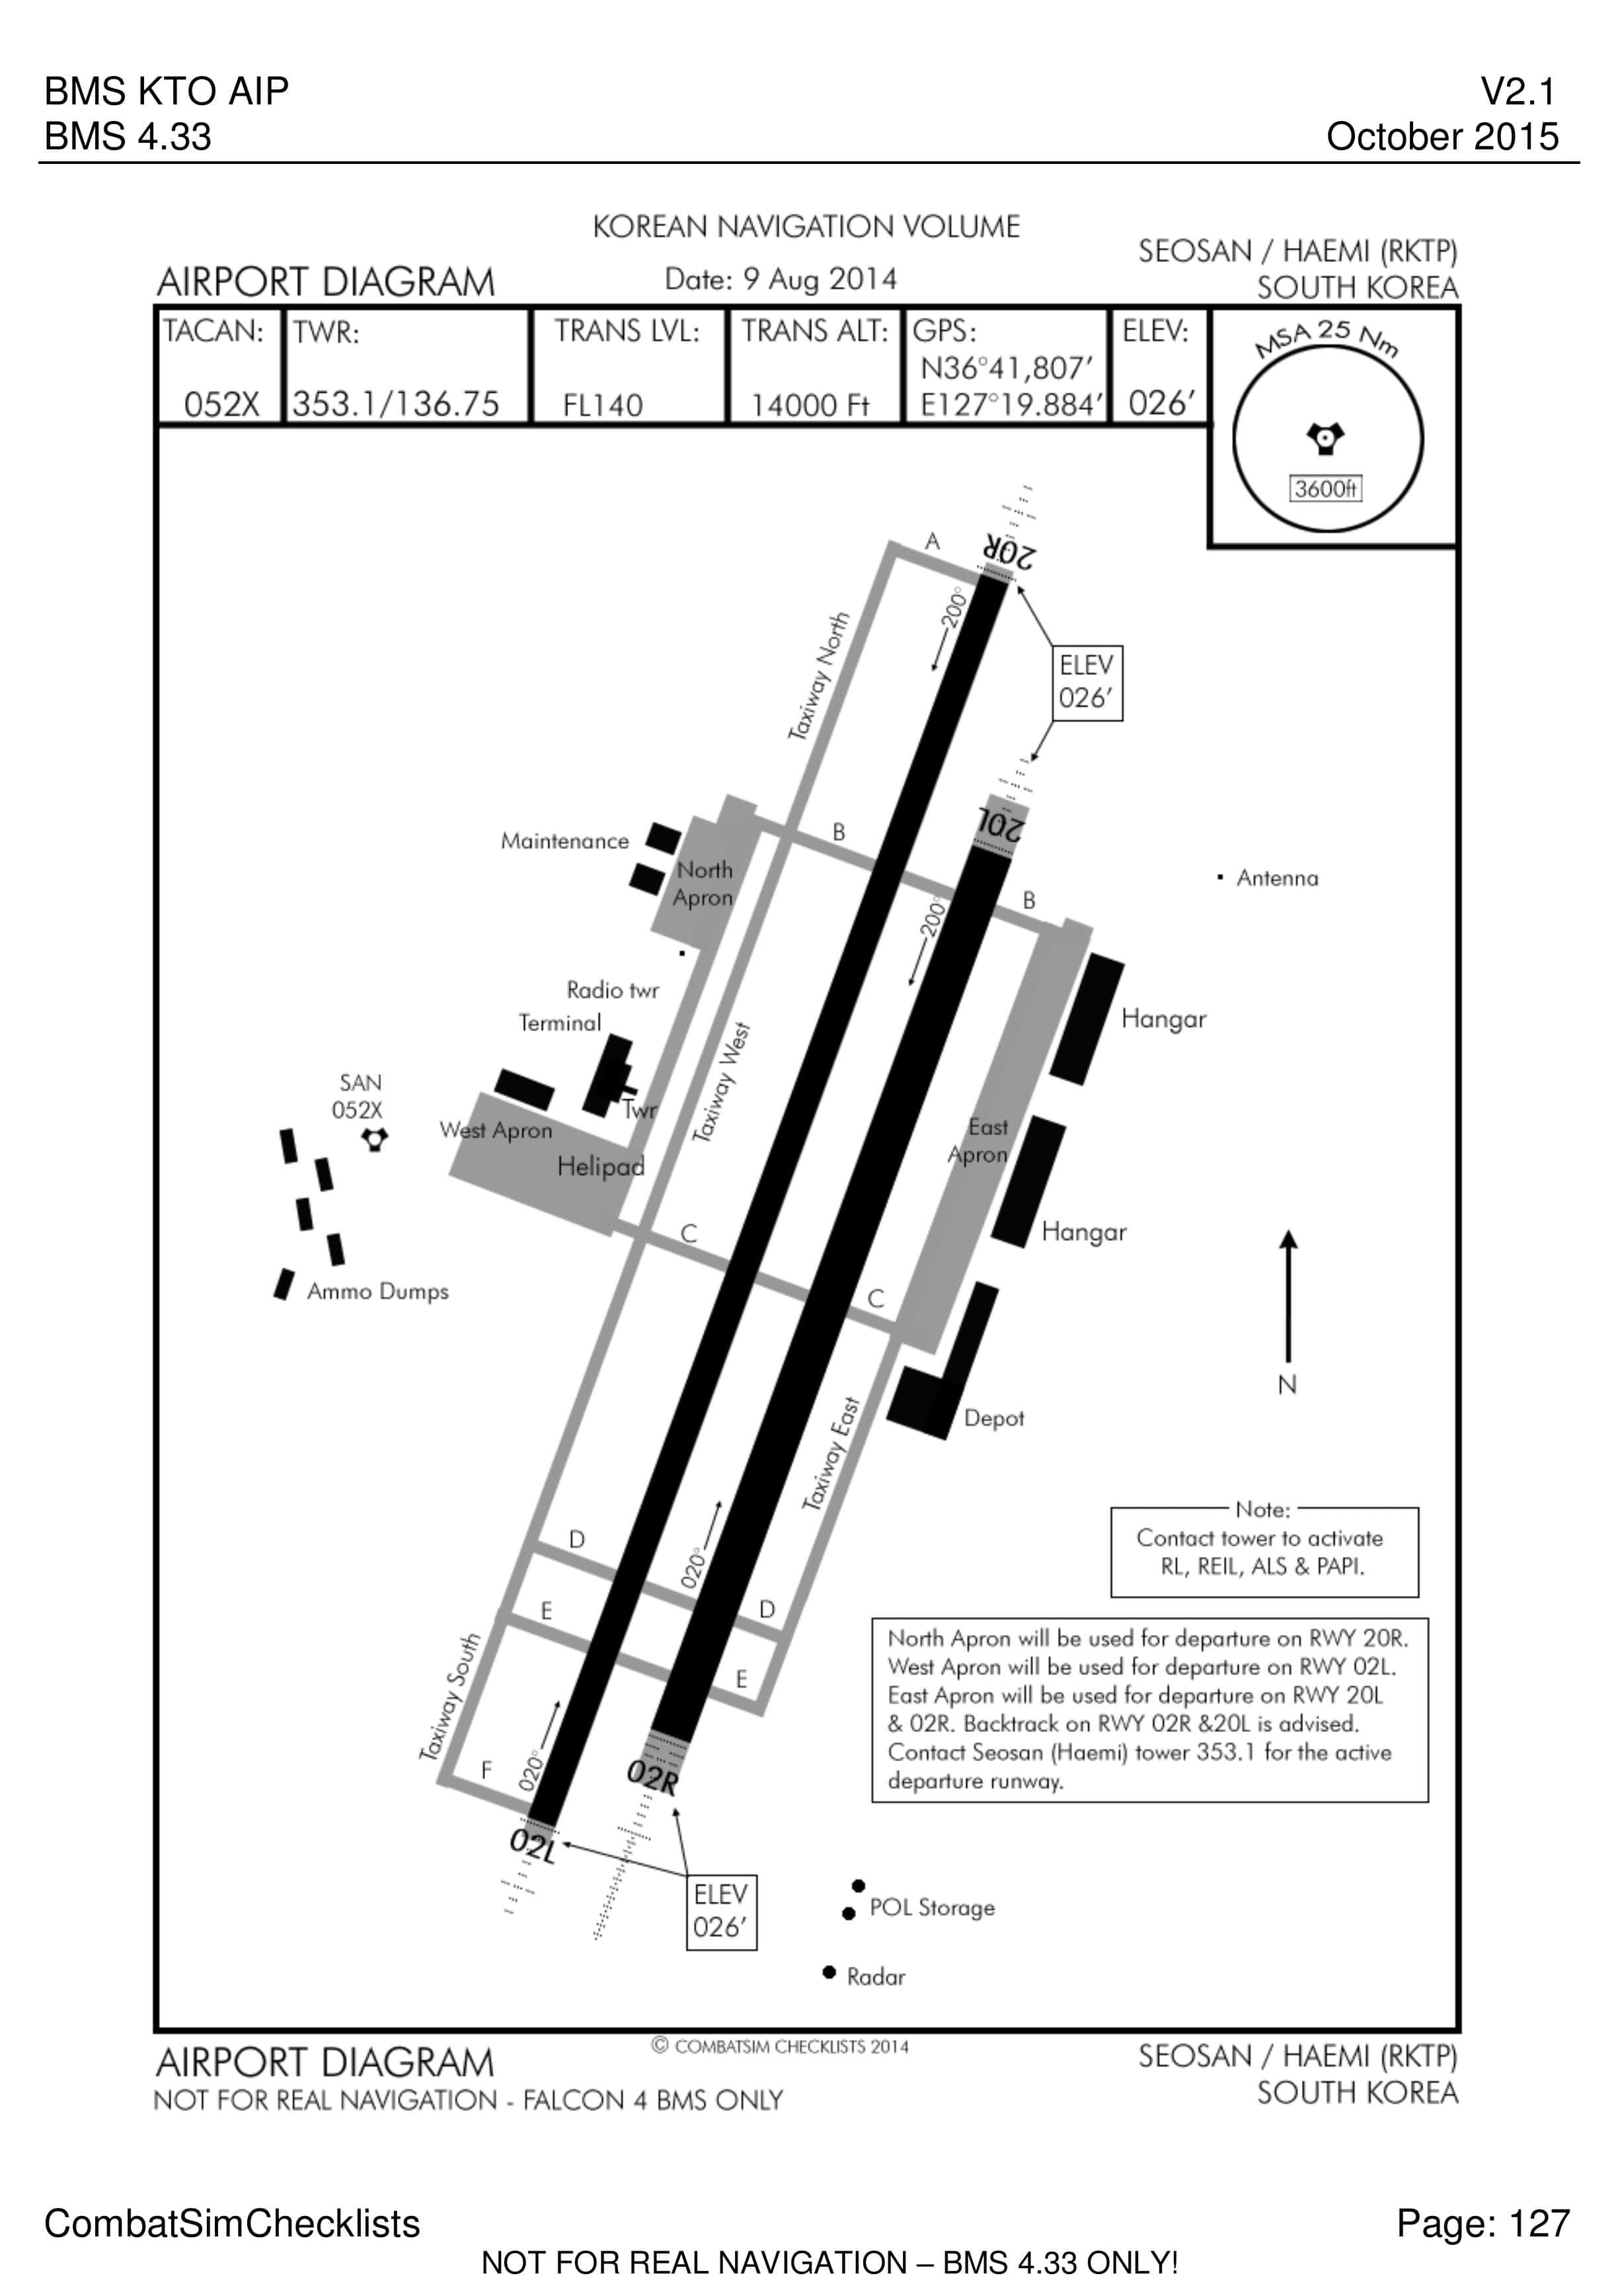 BMS KTO AIP
V2.1
BMS 4.33
October 2015
KOREAN NAVIGATION VOLUME
SEOSAN / HAEMI (RKTP)
AIRPORT DIAGRAM
Date: 9 Aug 2014
SOUTH KOREA
TACAN:
TWR:
TRANS LVL:
TRANS ALT:
GPS:
ELEV:
MSA 25 Nm
N36°41,807'
052X
353.1/136.75
FL140
14000 Ft
E127°19.884'
026'
3600ft
A
20R
200°
Taxiway North
ELEV
026'
20L
B
Maintenance
North
Apron
B
200°
Antenna
Radio twr
Terminal
Hangar
Taxiway West
SAN
052X
Twr
West Apron
East
Apron
Helipad
C
Hangar
Ammo Dumps
C
N
Taxiway East
Depot
Note:
Contact tower to activate
RL, REIL, ALS & PAPI.
D
020°
E
D
Taxiway South
E
North Apron will be used for departure on RWY 20R.
West Apron will be used for departure on RWY 02L.
East Apron will be used for departure on RWY 20L
& 02R. Backtrack on RWY 02R &20L is advised.
Contact Seosan (Haemi) tower 353.1 for the active
departure runway.
F
020°
02R
02L
ELEV
026'
POL Storage
Radar
© COMBATSIM CHECKLISTS 2014
AIRPORT DIAGRAM
SEOSAN / HAEMI (RKTP)
NOT FOR REAL NAVIGATION - FALCON 4 BMS ONLY
SOUTH KOREA
CombatSimChecklists
Page: 127
NOT FOR REAL NAVIGATION – BMS 4.33 ONLY!